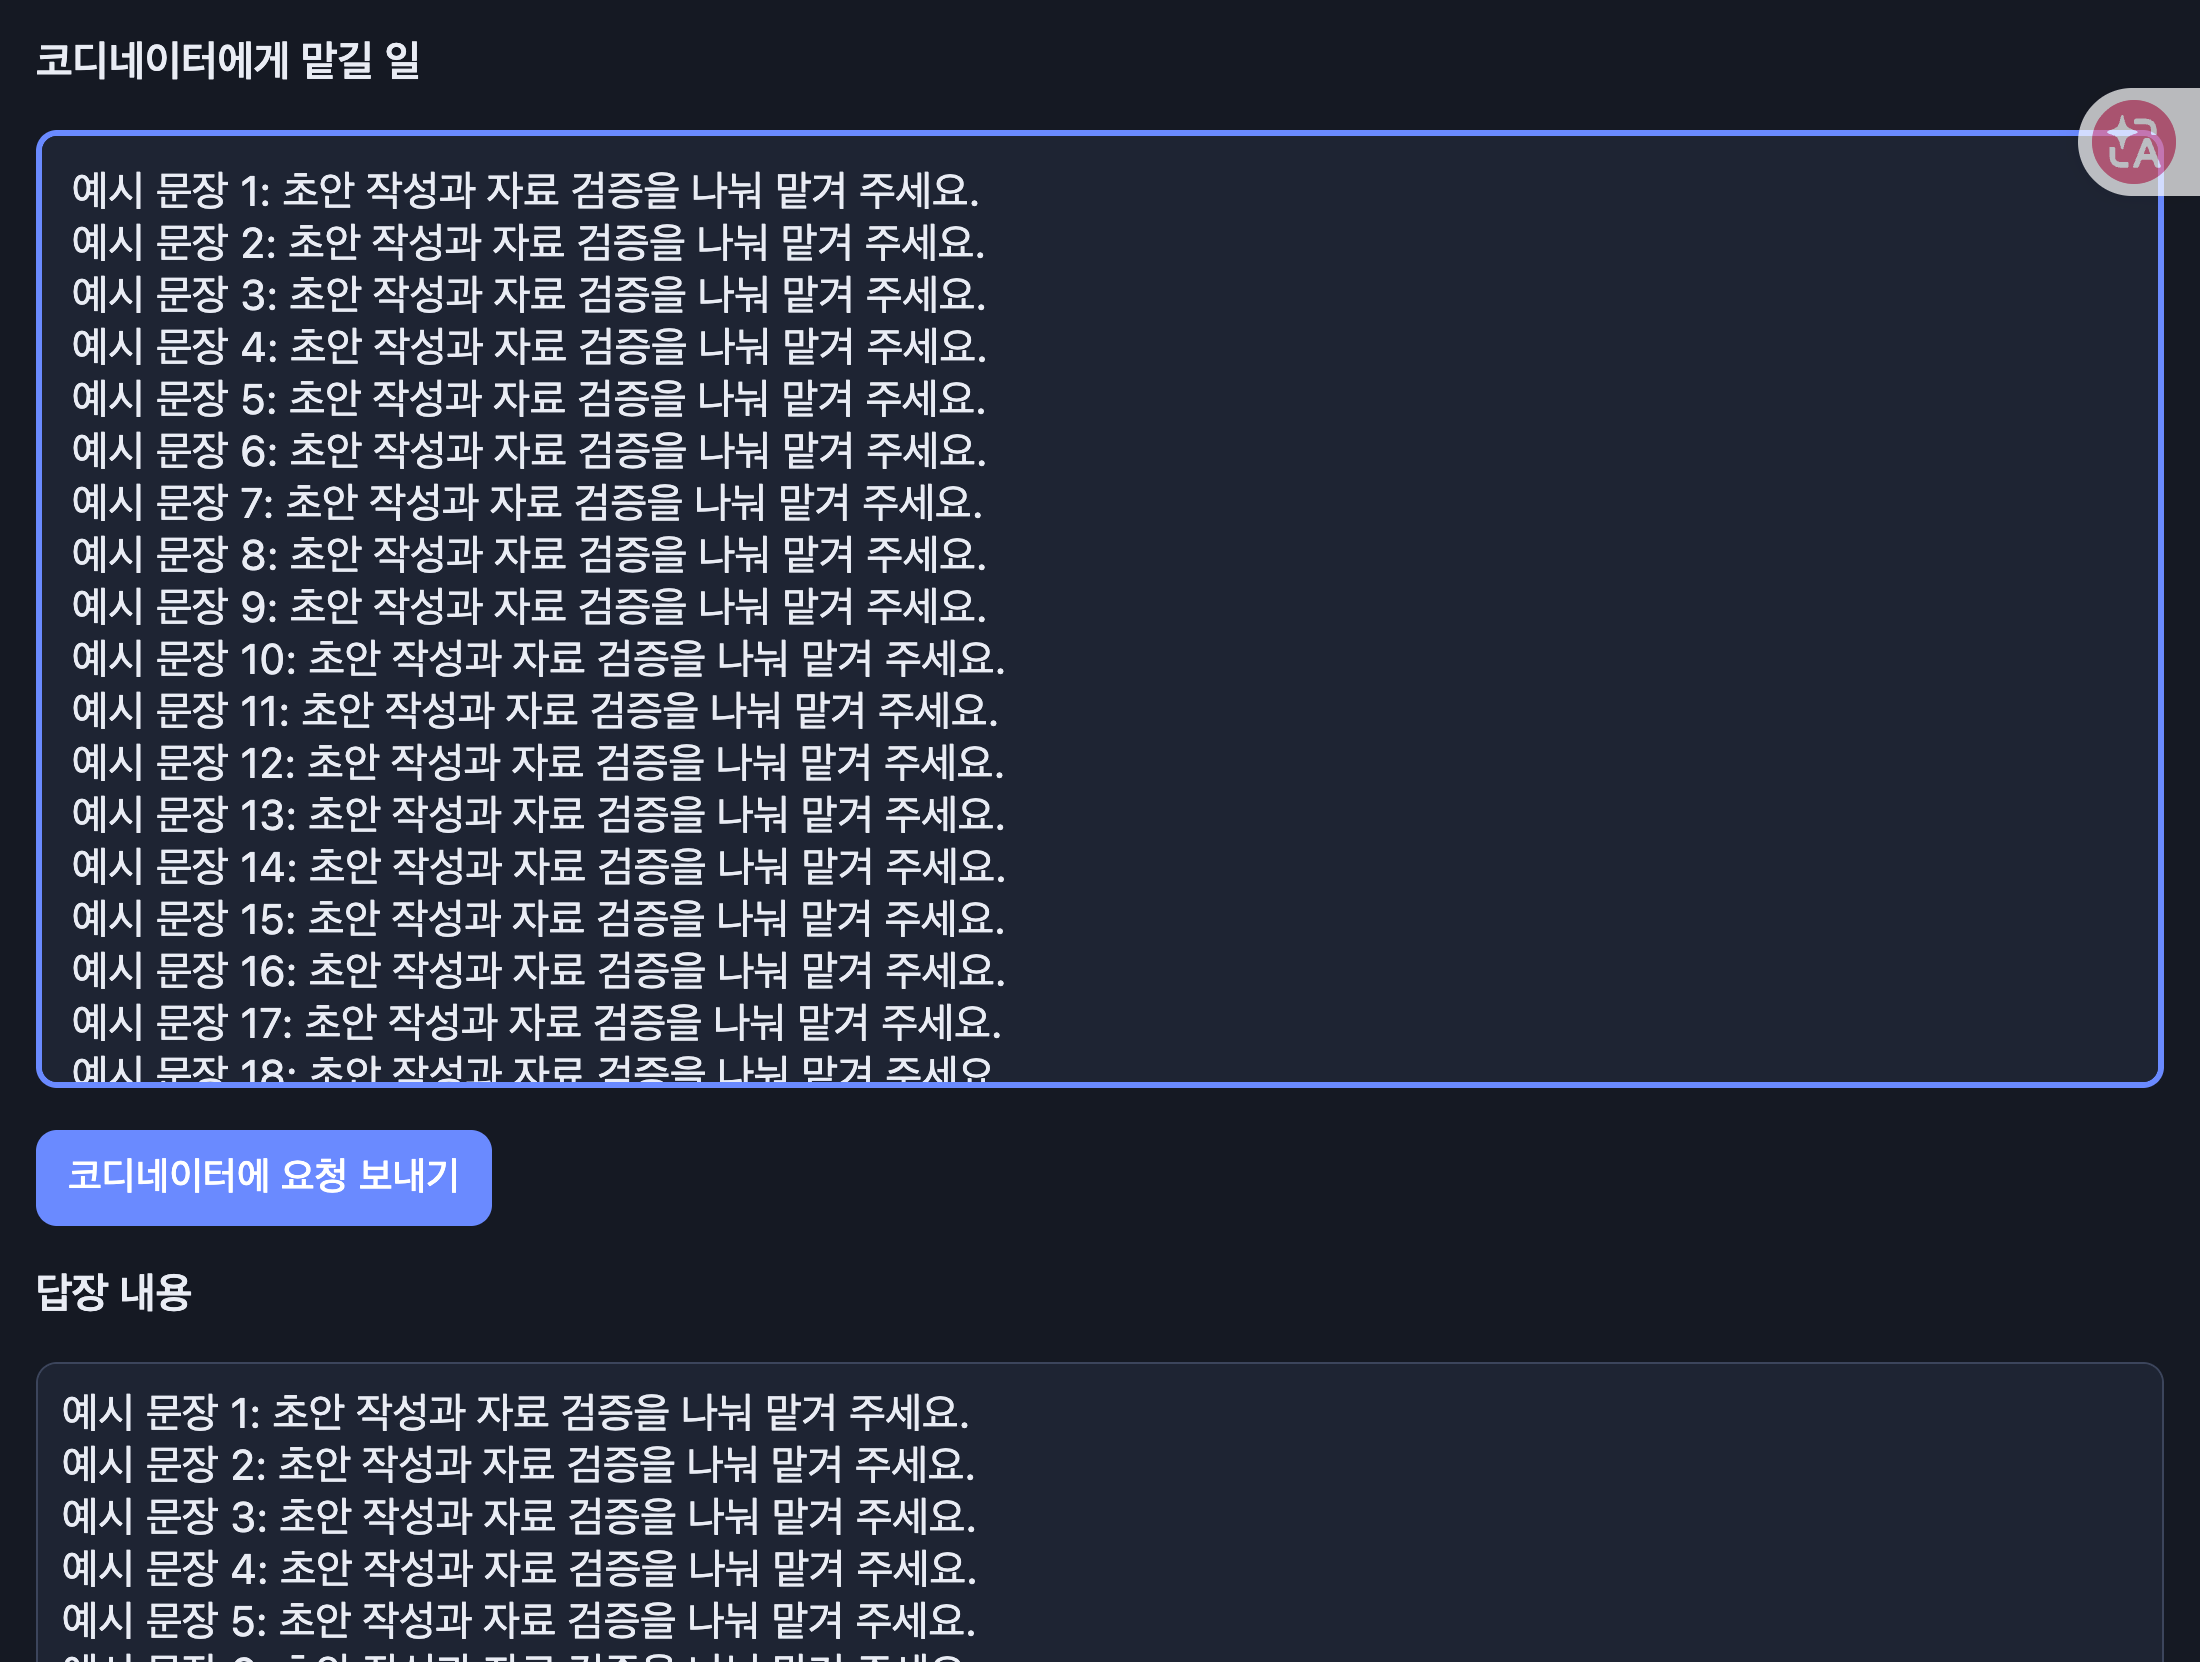 코디네이터에게 맡길 일
예시 문장 1: 초안 작성과 자료 검증을 나눠 맡겨 주세요.
예시 문장 2: 초안 작성과 자료 검증을 나눠 맡겨 주세요.
예시 문장 3: 초안 작성과 자료 검증을 나눠 맡겨 주세요.
예시 문장 4: 초안 작성과 자료 검증을 나눠 맡겨 주세요.
예시 문장 5: 초안 작성과 자료 검증을 나눠 맡겨 주세요.
예시 문장 6: 초안 작성과 자료 검증을 나눠 맡겨 주세요.
예시 문장 7: 초안 작성과 자료 검증을 나눠 맡겨 주세요.
예시 문장 8: 초안 작성과 자료 검증을 나눠 맡겨 주세요.
예시 문장 9: 초안 작성과 자료 검증을 나눠 맡겨 주세요.
예시 문장 10: 초안 작성과 자료 검증을 나눠 맡겨 주세요.
예시 문장 11: 초안 작성과 자료 검증을 나눠 맡겨 주세요.
예시 문장 12: 초안 작성과 자료 검증을 나눠 맡겨 주세요.
예시 문장 13: 초안 작성과 자료 검증을 나눠 맡겨 주세요.
예시 문장 14: 초안 작성과 자료 검증을 나눠 맡겨 주세요.
예시 문장 15: 초안 작성과 자료 검증을 나눠 맡겨 주세요.
예시 문장 16: 초안 작성과 자료 검증을 나눠 맡겨 주세요.
예시 문장 17: 초안 작성과 자료 검증을 나눠 맡겨 주세요.
예시 문장 18: 초안 작성과 자료 검증을 나눠 맡겨 주세요
코디네이터에 요청 보내기
답장 내용
예시 문장 1: 초안 작성과 자료 검증을 나눠 맡겨 주세요.
예시 문장 2: 초안 작성과 자료 검증을 나눠 맡겨 주세요.
예시 문장 3: 초안 작성과 자료 검증을 나눠 맡겨 주세요.
예시 문장 4: 초안 작성과 자료 검증을 나눠 맡겨 주세요.
예시 문장 5: 초안 작성과 자료 검증을 나눠 맡겨 주세요.